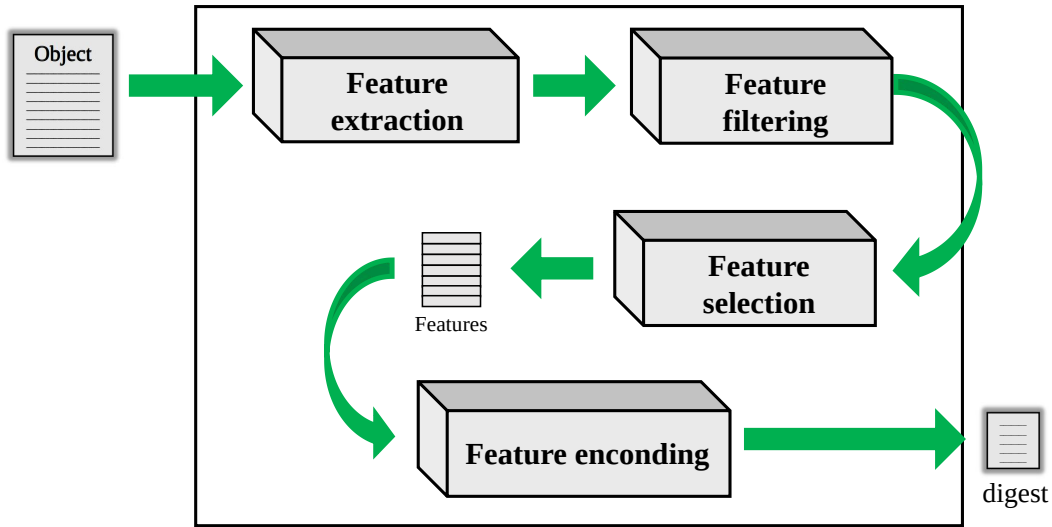 Object
Feature
extraction
Feature
filtering
Feature
selection
Features
Feature enconding
digest